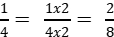 1/4 = 1x2/4x2 = 2/8